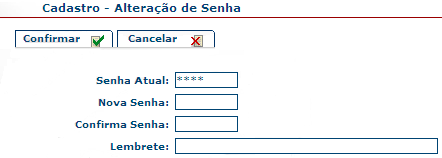 Cadastro - Alteração de Senha
Confirmar Cancelar
Senha Atual: ****
Nova Senha:
Confirma Senha:
Lembrete: